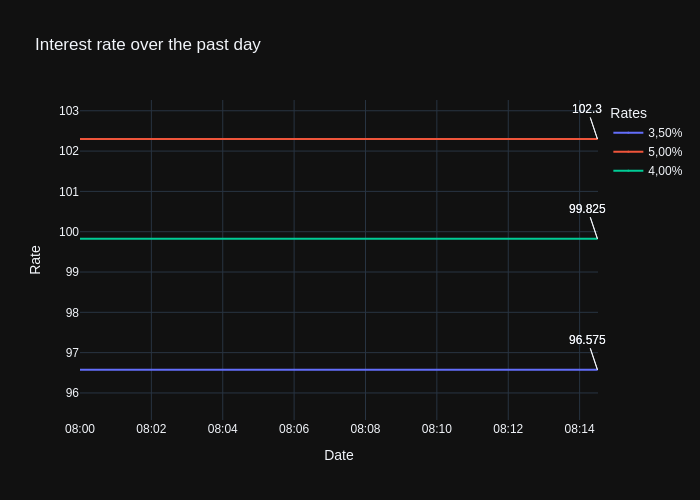 Interest rate over the past day
103
102
101
100
99
98
97
96
Rate
102.3
99.825
96.575
Rates
3,50%
5,00%
4,00%
08:00 08:02 08:04 08:06 08:08 08:10 08:12 08:14
Date